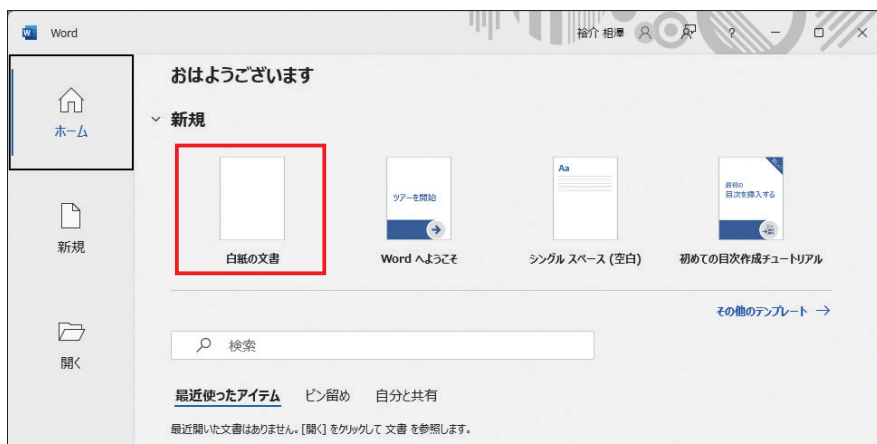 Word
裕介 相澤
?
おはようございます
ホーム
新規
Aa
ツアーを開始
最初の
目次を挿入する
白紙の文書
Word へようこそ
シングル スペース (空白)
初めての目次作成チュートリアル
新規
その他のテンプレート →
検索
開く
最近使ったアイテム ピン留め 自分と共有
最近開いた文書はありません。[開く] をクリックして 文書 を参照します。